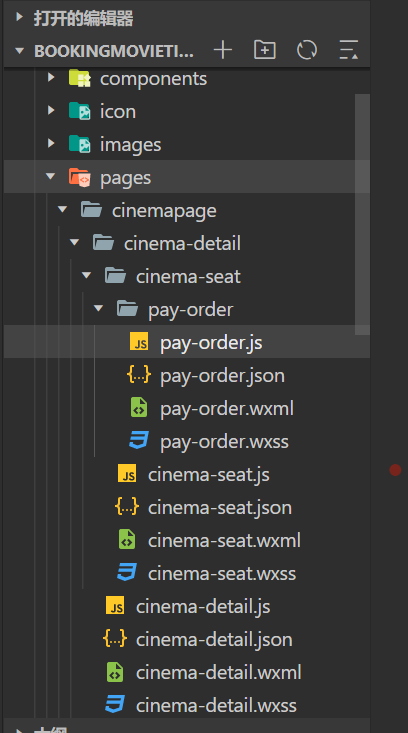 打开的编辑器
BOOKINGMOVIETI...
components
icon
images
pages
cinemapage
cinema-detail
cinema-seat
pay-order
JS pay-order.js
{..} pay-order.json
pay-order.wxml
pay-order.wxss
JS cinema-seat.js
{..} cinema-seat.json
cinema-seat.wxml
cinema-seat.wxss
JS cinema-detail.js
{..} cinema-detail.json
cinema-detail.wxml
cinema-detail.wxss